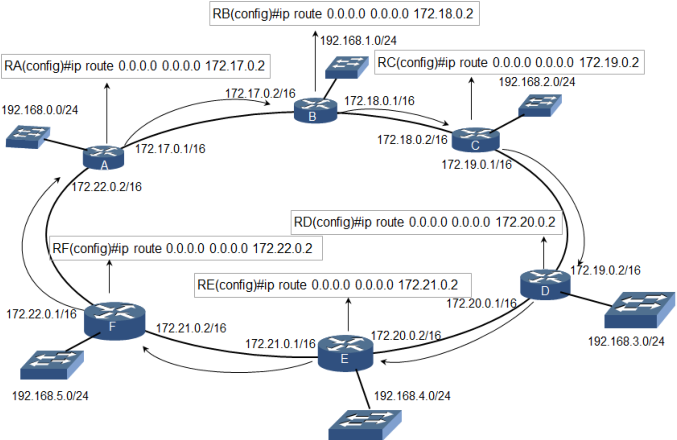 RB(config)#ip route 0.0.0.0 0.0.0.0 172.18.0.2
192.168.1.0/24
RA(config)#ip route 0.0.0.0 0.0.0.0 172.17.0.2
RC(config)#ip route 0.0.0.0 0.0.0.0 172.19.0.2
192.168.2.0/24
172.17.0.2/16
172.18.0.1/16
192.168.0.0/24
B
172.18.0.2/16
C
172.17.0.1/16
A
172.19.0.1/16
172.22.0.2/16
RD(config)#ip route 0.0.0.0 0.0.0.0 172.20.0.2
RF(config)#ip route 0.0.0.0 0.0.0.0 172.22.0.2
172.19.0.2/16
RE(config)#ip route 0.0.0.0 0.0.0.0 172.21.0.2
D
172.20.0.1/16
172.22.0.1/16
F
172.21.0.2/16
172.20.0.2/16
172.21.0.1/16
192.168.3.0/24
E
192.168.5.0/24
192.168.4.0/24